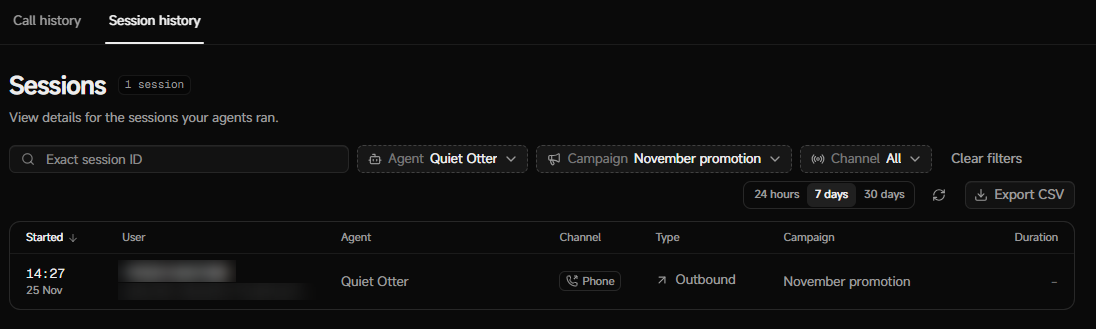 Call history Session history
Sessions 1 session
View details for the sessions your agents ran.
Exact session ID Agent Quiet Otter Campaign November promotion Channel All Clear filters
24 hours 7 days 30 days Export CSV
Started User Agent Channel Type Campaign Duration
14:27
Quiet Otter Phone Outbound November promotion –
25 Nov